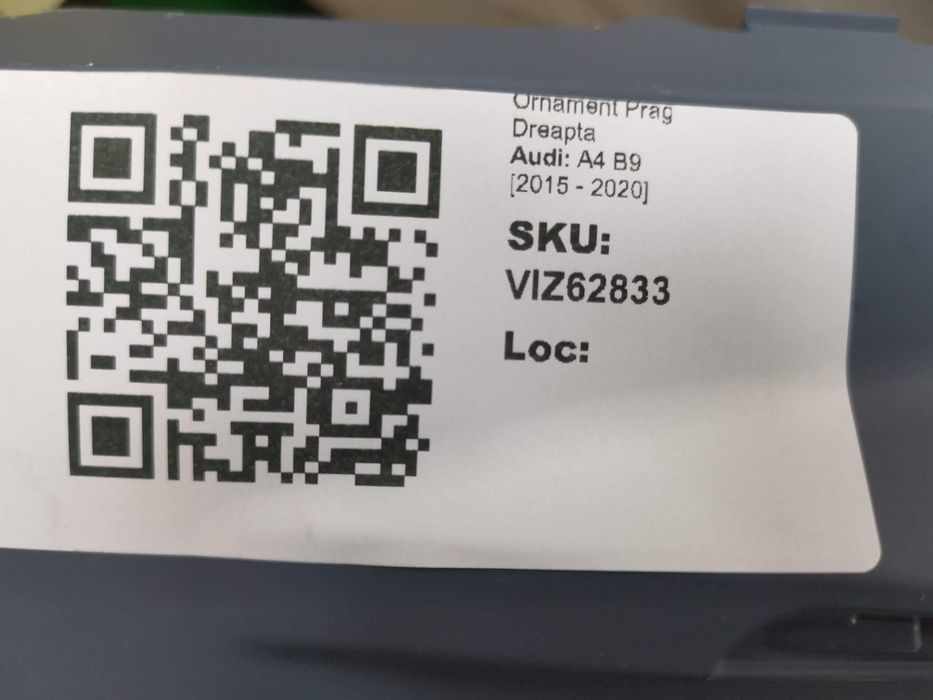 Ornament Prag
Dreapta
Audi: A4 B9
[2015 - 2020]
SKU:
VIZ62833
Loc: